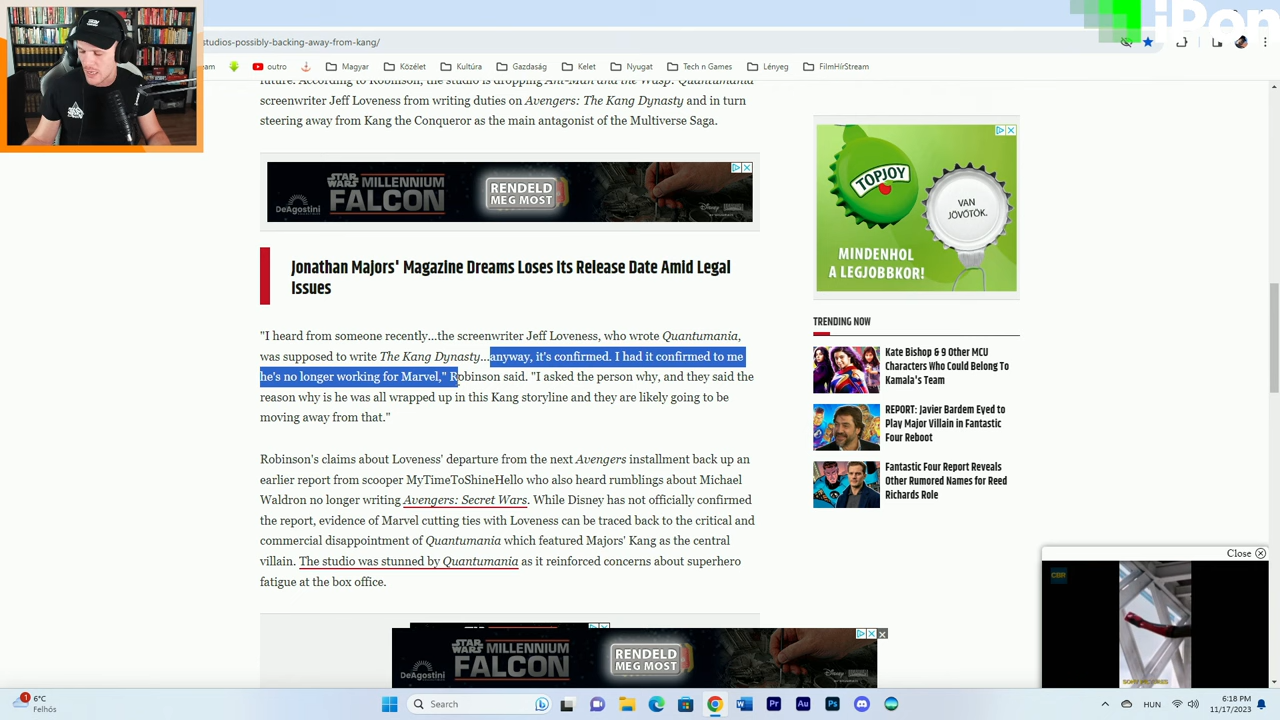 iPon
studios-possibly-backing-away-from-kang/
eam
outro
Magyar
Közélet
Kultúra
Gazdaság
Kelet
Nyugat
Tech n Game
Lényeg
FilmHírStream
future. According to Robinson, the studio is dropping Ant-Man and the Wasp: Quantumania
screenwriter Jeff Loveness from writing duties on Avengers: The Kang Dynasty and in turn
steering away from Kang the Conqueror as the main antagonist of the Multiverse Saga.
DeAgostini
STAR WARS MILLENNIUM
FALCON
RENDELD
MEG MOST
Disney
TOPJOY
VAN
JÖVŐTÖK.
MINDENHOL
A LEGJOBBKOR!
Jonathan Majors' Magazine Dreams Loses Its Release Date Amid Legal
Issues
"I heard from someone recently...the screenwriter Jeff Loveness, who wrote Quantumania,
was supposed to write The Kang Dynasty...anyway, it's confirmed. I had it confirmed to me
he's no longer working for Marvel," Robinson said. "I asked the person why, and they said the
reason why is he was all wrapped up in this Kang storyline and they are likely going to be
moving away from that."
Robinson's claims about Loveness' departure from the next Avengers installment back up an
earlier report from scooper MyTimeToShineHello who also heard rumblings about Michael
Waldron no longer writing Avengers: Secret Wars. While Disney has not officially confirmed
the report, evidence of Marvel cutting ties with Loveness can be traced back to the critical and
commercial disappointment of Quantumania which featured Majors' Kang as the central
villain. The studio was stunned by Quantumania as it reinforced concerns about superhero
fatigue at the box office.
TRENDING NOW
Kate Bishop & 9 Other MCU
Characters Who Could Belong To
Kamala's Team
REPORT: Javier Bardem Eyed to
Play Major Villain in Fantastic
Four Reboot
Fantastic Four Report Reveals
Other Rumored Names for Reed
Richards Role
Close
CBR
SONY PICTURES
DeAgostini
STAR WARS MILLENNIUM
FALCON
RENDELD
MEG MOST
Disney
1
6°C
Felhős
Search
W
Pr
Au
Ps
HUN
6:18 PM
11/17/2023